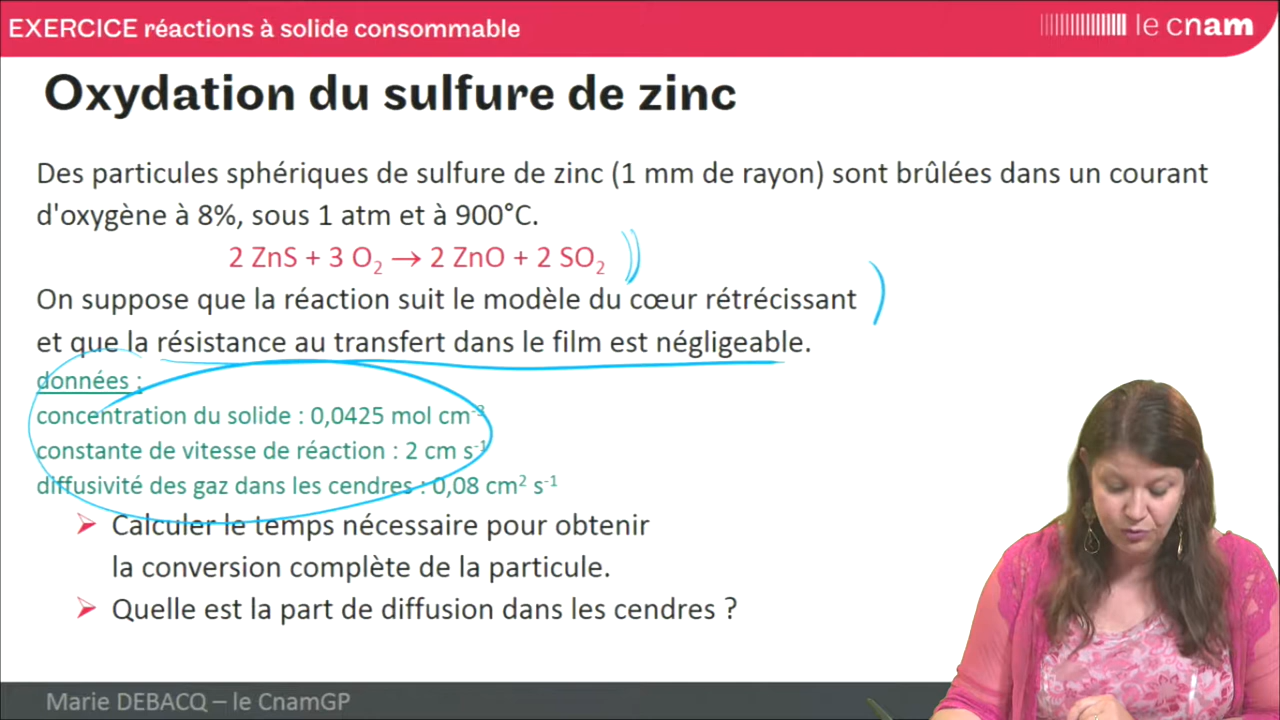 EXERCICE réactions à solide consommable
le cnam
Oxydation du sulfure de zinc
Des particules sphériques de sulfure de zinc (1 mm de rayon) sont brûlées dans un courant
d'oxygène à 8%, sous 1 atm et à 900°C.
2 ZnS + 3 O₂ → 2 ZnO + 2 SO₂
On suppose que la réaction suit le modèle du cœur rétrécissant
et que la résistance au transfert dans le film est négligeable.
données :
concentration du solide : 0,0425 mol cm⁻³
constante de vitesse de réaction : 2 cm s⁻¹
diffusivité des gaz dans les cendres : 0,08 cm² s⁻¹
➢ Calculer le temps nécessaire pour obtenir
la conversion complète de la particule.
➢ Quelle est la part de diffusion dans les cendres ?
Marie DEBACQ – le CnamGP